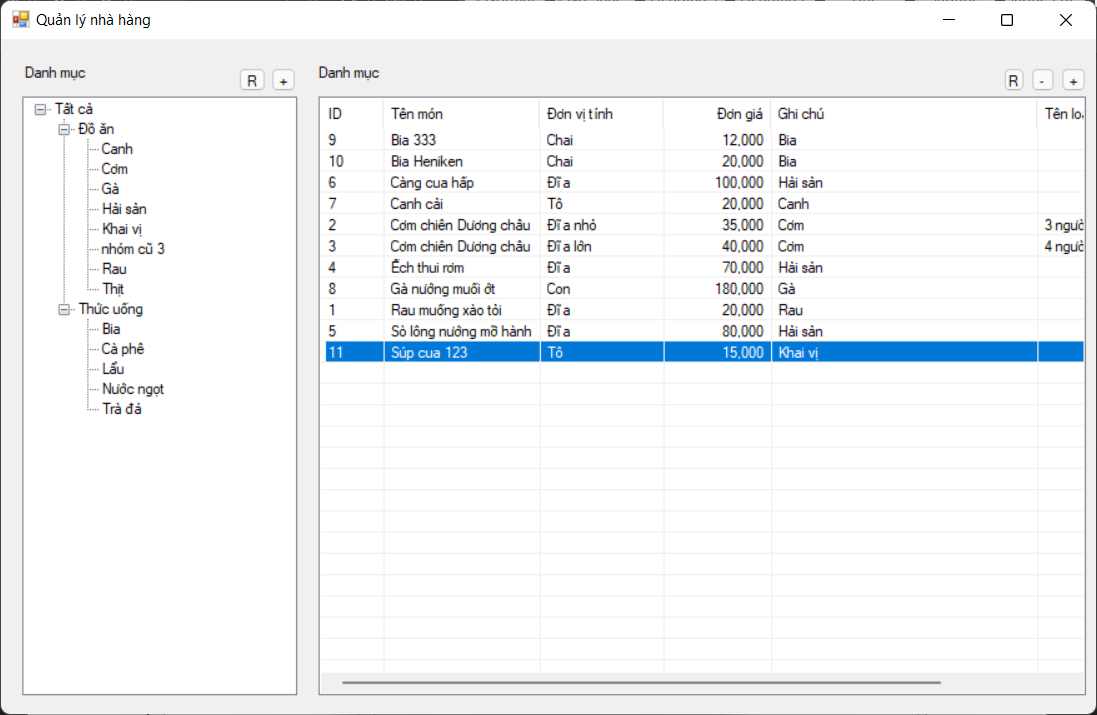 Quản lý nhà hàng
Danh mục
R +
Tất cả
Đồ ăn
Canh
Cơm
Gà
Hải sản
Khai vị
nhóm cũ 3
Rau
Thịt
Thức uống
Bia
Cà phê
Lẩu
Nước ngọt
Trà đá
Danh mục
R - +
ID Tên món Đơn vị tính Đơn giá Ghi chú Tên
9 Bia 333 Chai 12,000 Bia
10 Bia Heniken Chai 20,000 Bia
6 Càng cua hấp Đĩa 100,000 Hải sản
7 Canh cải Tô 20,000 Canh
2 Cơm chiên Dương châu Đĩa nhỏ 35,000 Cơm 3
3 Cơm chiên Dương châu Đĩa lớn 40,000 Cơm 4
4 Ếch thui rơm Đĩa 70,000 Hải sản
8 Gà nướng muối ớt Con 180,000 Gà
1 Rau muống xào tỏi Đĩa 20,000 Rau
5 Sò lông nướng mỡ hành Đĩa 80,000 Hải sản
11 Súp cua 123 Tô 15,000 Khai vị